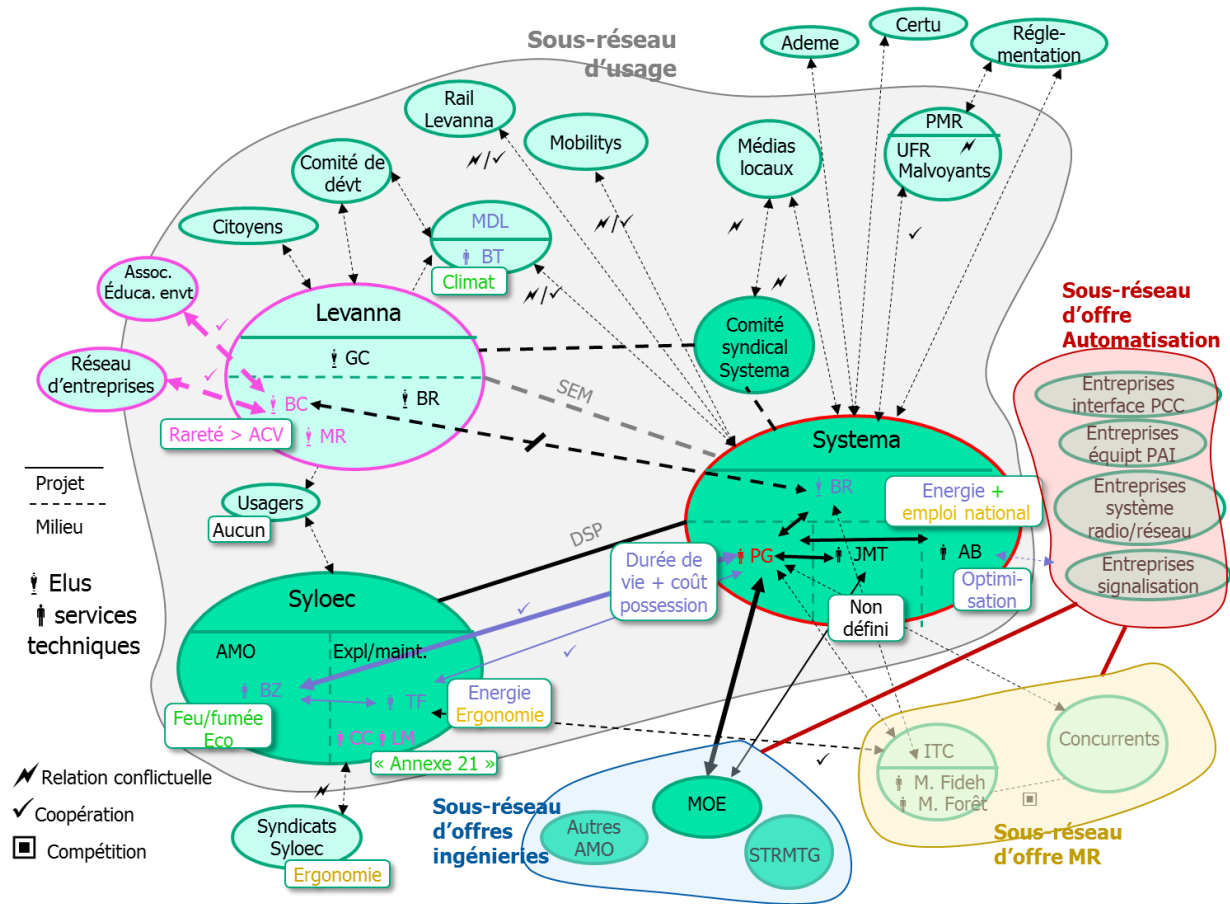 Sous-réseau
d'usage
Ademe
Certu
Régle-
mentation
Rail
Levanna
Mobilitys
Médias
locaux
PMR
UFR
Malvoyants
Comité de
dévt
Citoyens
MDL
BT
Climat
Assoc.
Éduca. envt
Réseau
d'entreprises
Levanna
GC
BR
BC
MR
Rareté > ACV
Comité
syndical
Systema
SEM
Sous-réseau
d'offre
Automatisation
Entreprises
interface PCC
Entreprises
équipt PAI
Entreprises
système
radio/réseau
Entreprises
signalisation
Systema
BR
Energie +
emploi national
PG
JMT
AB
Optimi-
sation
Non
défini
Projet
Milieu
Elus
services
techniques
Usagers
Aucun
DSP
Durée de
vie + coût
possession
Syloec
AMO
Expl/maint.
BZ
TF
Feu/fumée
Eco
CC
LM
« Annexe 21 »
Energie
Ergonomie
Relation conflictuelle
Coopération
Compétition
Syndicats
Syloec
Ergonomie
Sous-réseau
d'offres
ingénieries
MOE
Autres
AMO
STRMTG
ITC
M. Fideh
M. Forêt
Concurrents
Sous-réseau
d'offre MR